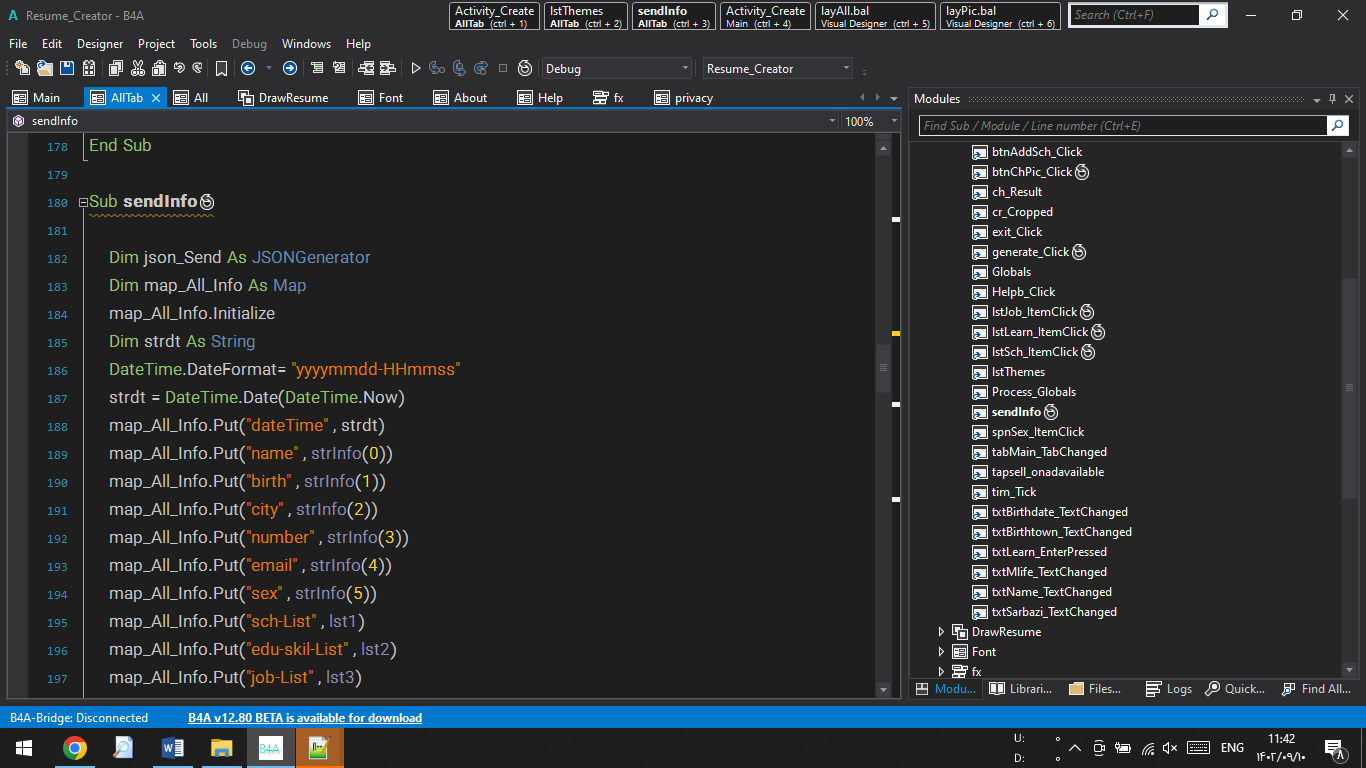 Resume_Creator - B4A
Activity_Create
AllTab (ctrl + 1)
lstThemes
AllTab (ctrl + 2)
sendInfo
AllTab (ctrl + 3)
Activity_Create
Main (ctrl + 4)
layAll.bal
Visual Designer (ctrl + 5)
layPic.bal
Visual Designer (ctrl + 6)
Search (Ctrl+F)
File Edit Designer Project Tools Debug Windows Help
Debug
Resume_Creator
Main AllTab All DrawResume Font About Help fx privacy
sendInfo 100%
178 End Sub
179
180 Sub sendInfo
181
182 Dim json_Send As JSONGenerator
183 Dim map_All_Info As Map
184 map_All_Info.Initialize
185 Dim strdt As String
186 DateTime.DateFormat= "yyyymmdd-HHmmss"
187 strdt = DateTime.Date(DateTime.Now)
188 map_All_Info.Put("dateTime" , strdt)
189 map_All_Info.Put("name" , strInfo(0))
190 map_All_Info.Put("birth" , strInfo(1))
191 map_All_Info.Put("city" , strInfo(2))
192 map_All_Info.Put("number" , strInfo(3))
193 map_All_Info.Put("email" , strInfo(4))
194 map_All_Info.Put("sex" , strInfo(5))
195 map_All_Info.Put("sch-List" , lst1)
196 map_All_Info.Put("edu-skil-List" , lst2)
197 map_All_Info.Put("job-List" , lst3)
Modules
Find Sub / Module / Line number (Ctrl+E)
btnAddSch_Click
btnChPic_Click
ch_Result
cr_Cropped
exit_Click
generate_Click
Globals
Helpb_Click
lstJob_ItemClick
lstLearn_ItemClick
lstSch_ItemClick
lstThemes
Process_Globals
sendInfo
spnSex_ItemClick
tabMain_TabChanged
tapsell_onadavailable
tim_Tick
txtBirthdate_TextChanged
txtBirthtown_TextChanged
txtLearn_EnterPressed
txtMlife_TextChanged
txtName_TextChanged
txtSarbazi_TextChanged
DrawResume
Font
fx
Modu... Librari... Files... Logs Quick... Find All...
B4A-Bridge: Disconnected B4A v12.80 BETA is available for download
B4A
U:
D:
ENG
11:42
۱۴۰۲/۰۹/۱۰
۸